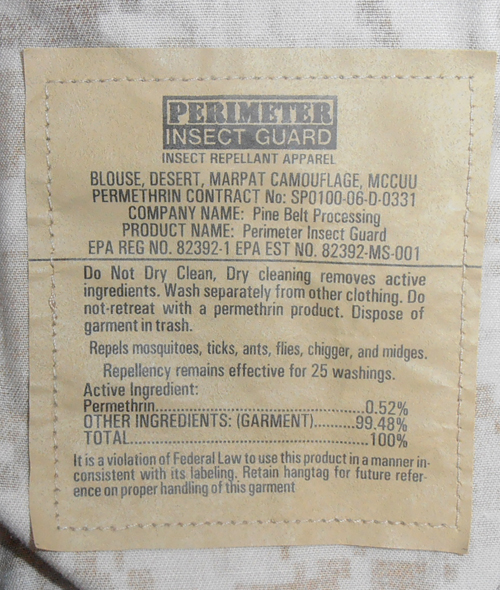 PERIMETER
INSECT GUARD
INSECT REPELLANT APPAREL
BLOUSE, DESERT, MARPAT CAMOUFLAGE, MCCUU
PERMETHRIN CONTRACT No: SP0100-06-D-0331
COMPANY NAME: Pine Belt Processing
PRODUCT NAME: Perimeter Insect Guard
EPA REG NO. 82392-1 EPA EST NO. 82392-MS-001
Do Not Dry Clean, Dry cleaning removes active
ingredients. Wash separately from other clothing. Do
not-retreat with a permethrin product. Dispose of
garment in trash.
Repels mosquitoes, ticks, ants, flies, chigger, and midges.
Repellency remains effective for 25 washings.
Active Ingredient:
Permethrin..........................................0.52%
OTHER INGREDIENTS: (GARMENT)........99.48%
TOTAL.................................................100%
It is a violation of Federal Law to use this product in a manner in-
consistent with its labeling. Retain hangtag for future refer-
ence on proper handling of this garment